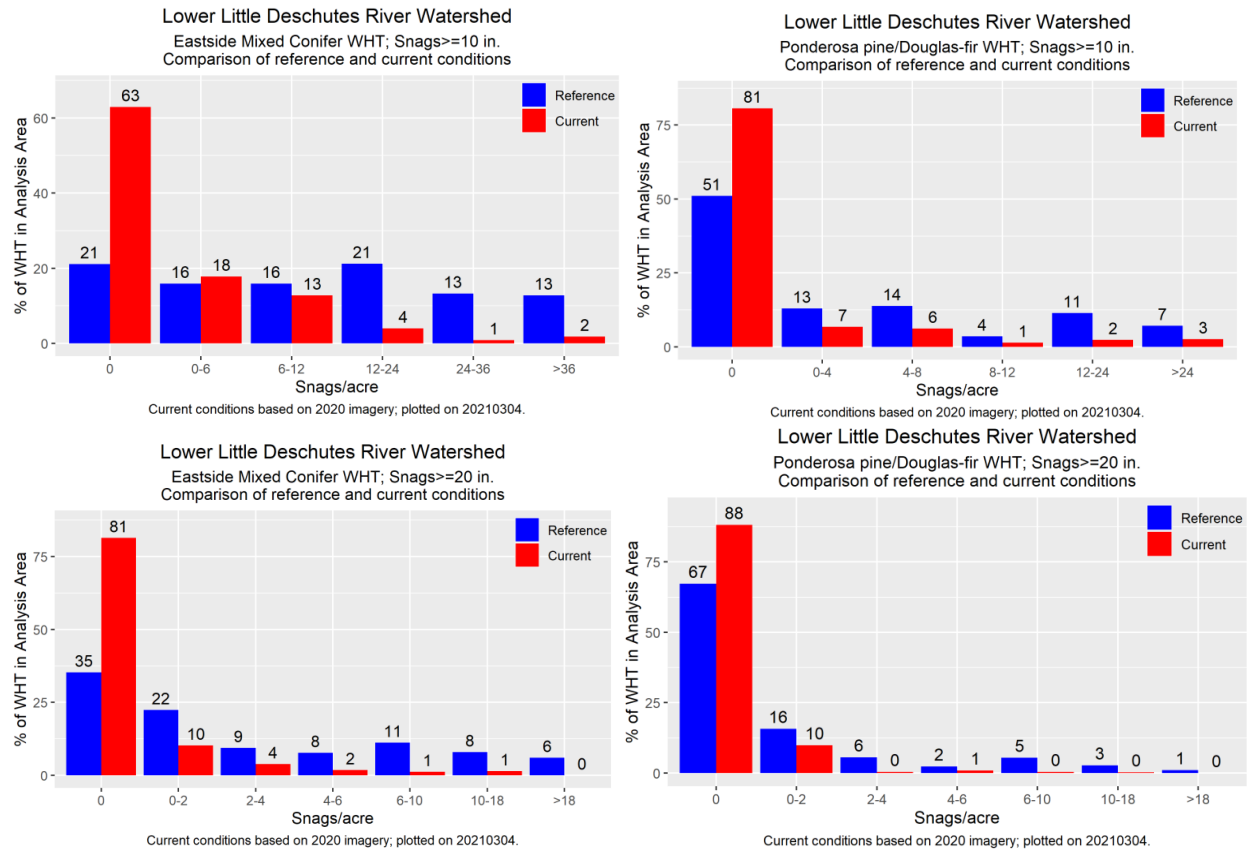 Lower Little Deschutes River Watershed
Eastside Mixed Conifer WHT; Snags>=10 in.
Comparison of reference and current conditions
% of WHT in Analysis Area
60
40
20
0
63
21
16
18
16
13
21
4
13
1
13
2
Reference
Current
0
0-6
6-12
12-24
24-36
>36
Snags/acre
Current conditions based on 2020 imagery; plotted on 20210304.
Lower Little Deschutes River Watershed
Ponderosa pine/Douglas-fir WHT; Snags>=10 in.
Comparison of reference and current conditions
% of WHT in Analysis Area
75
50
25
0
51
81
13
7
14
6
4
1
11
2
7
3
Reference
Current
0
0-4
4-8
8-12
12-24
>24
Snags/acre
Current conditions based on 2020 imagery; plotted on 20210304.
Lower Little Deschutes River Watershed
Eastside Mixed Conifer WHT; Snags>=20 in.
Comparison of reference and current conditions
% of WHT in Analysis Area
75
50
25
0
35
81
22
10
9
4
8
2
11
1
8
1
6
0
Reference
Current
0
0-2
2-4
4-6
6-10
10-18
>18
Snags/acre
Current conditions based on 2020 imagery; plotted on 20210304.
Lower Little Deschutes River Watershed
Ponderosa pine/Douglas-fir WHT; Snags>=20 in.
Comparison of reference and current conditions
% of WHT in Analysis Area
75
50
25
0
67
88
16
10
6
0
2
1
5
0
3
0
1
0
Reference
Current
0
0-2
2-4
4-6
6-10
10-18
>18
Snags/acre
Current conditions based on 2020 imagery; plotted on 20210304.